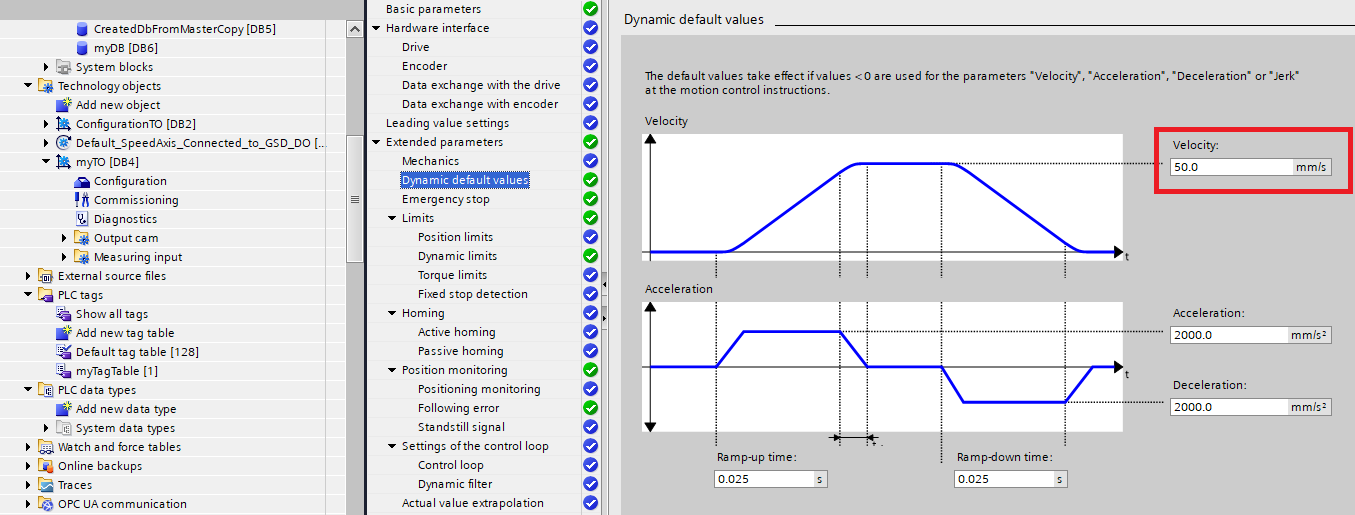 CreatedDbFromMasterCopy [DB5]
myDB [DB6]
System blocks
Technology objects
Add new object
ConfigurationTO [DB2]
Default_SpeedAxis_Connected_to_GSD_DO [...
myTO [DB4]
Configuration
Commissioning
Diagnostics
Output cam
Measuring input
External source files
PLC tags
Show all tags
Add new tag table
Default tag table [128]
myTagTable [1]
PLC data types
Add new data type
System data types
Watch and force tables
Online backups
Traces
OPC UA communication
Basic parameters
Hardware interface
Drive
Encoder
Data exchange with the drive
Data exchange with encoder
Leading value settings
Extended parameters
Mechanics
Dynamic default values
Emergency stop
Limits
Position limits
Dynamic limits
Torque limits
Fixed stop detection
Homing
Active homing
Passive homing
Position monitoring
Positioning monitoring
Following error
Standstill signal
Settings of the control loop
Control loop
Dynamic filter
Actual value extrapolation
Dynamic default values
The default values take effect if values <0 are used for the parameters "Velocity", "Acceleration", "Deceleration" or "Jerk"
at the motion control instructions.
Velocity
t
Velocity:
50.0 mm/s
Acceleration
t
Acceleration:
2000.0 mm/s²
Deceleration:
2000.0 mm/s²
Ramp-up time:
0.025 s
Ramp-down time:
0.025 s